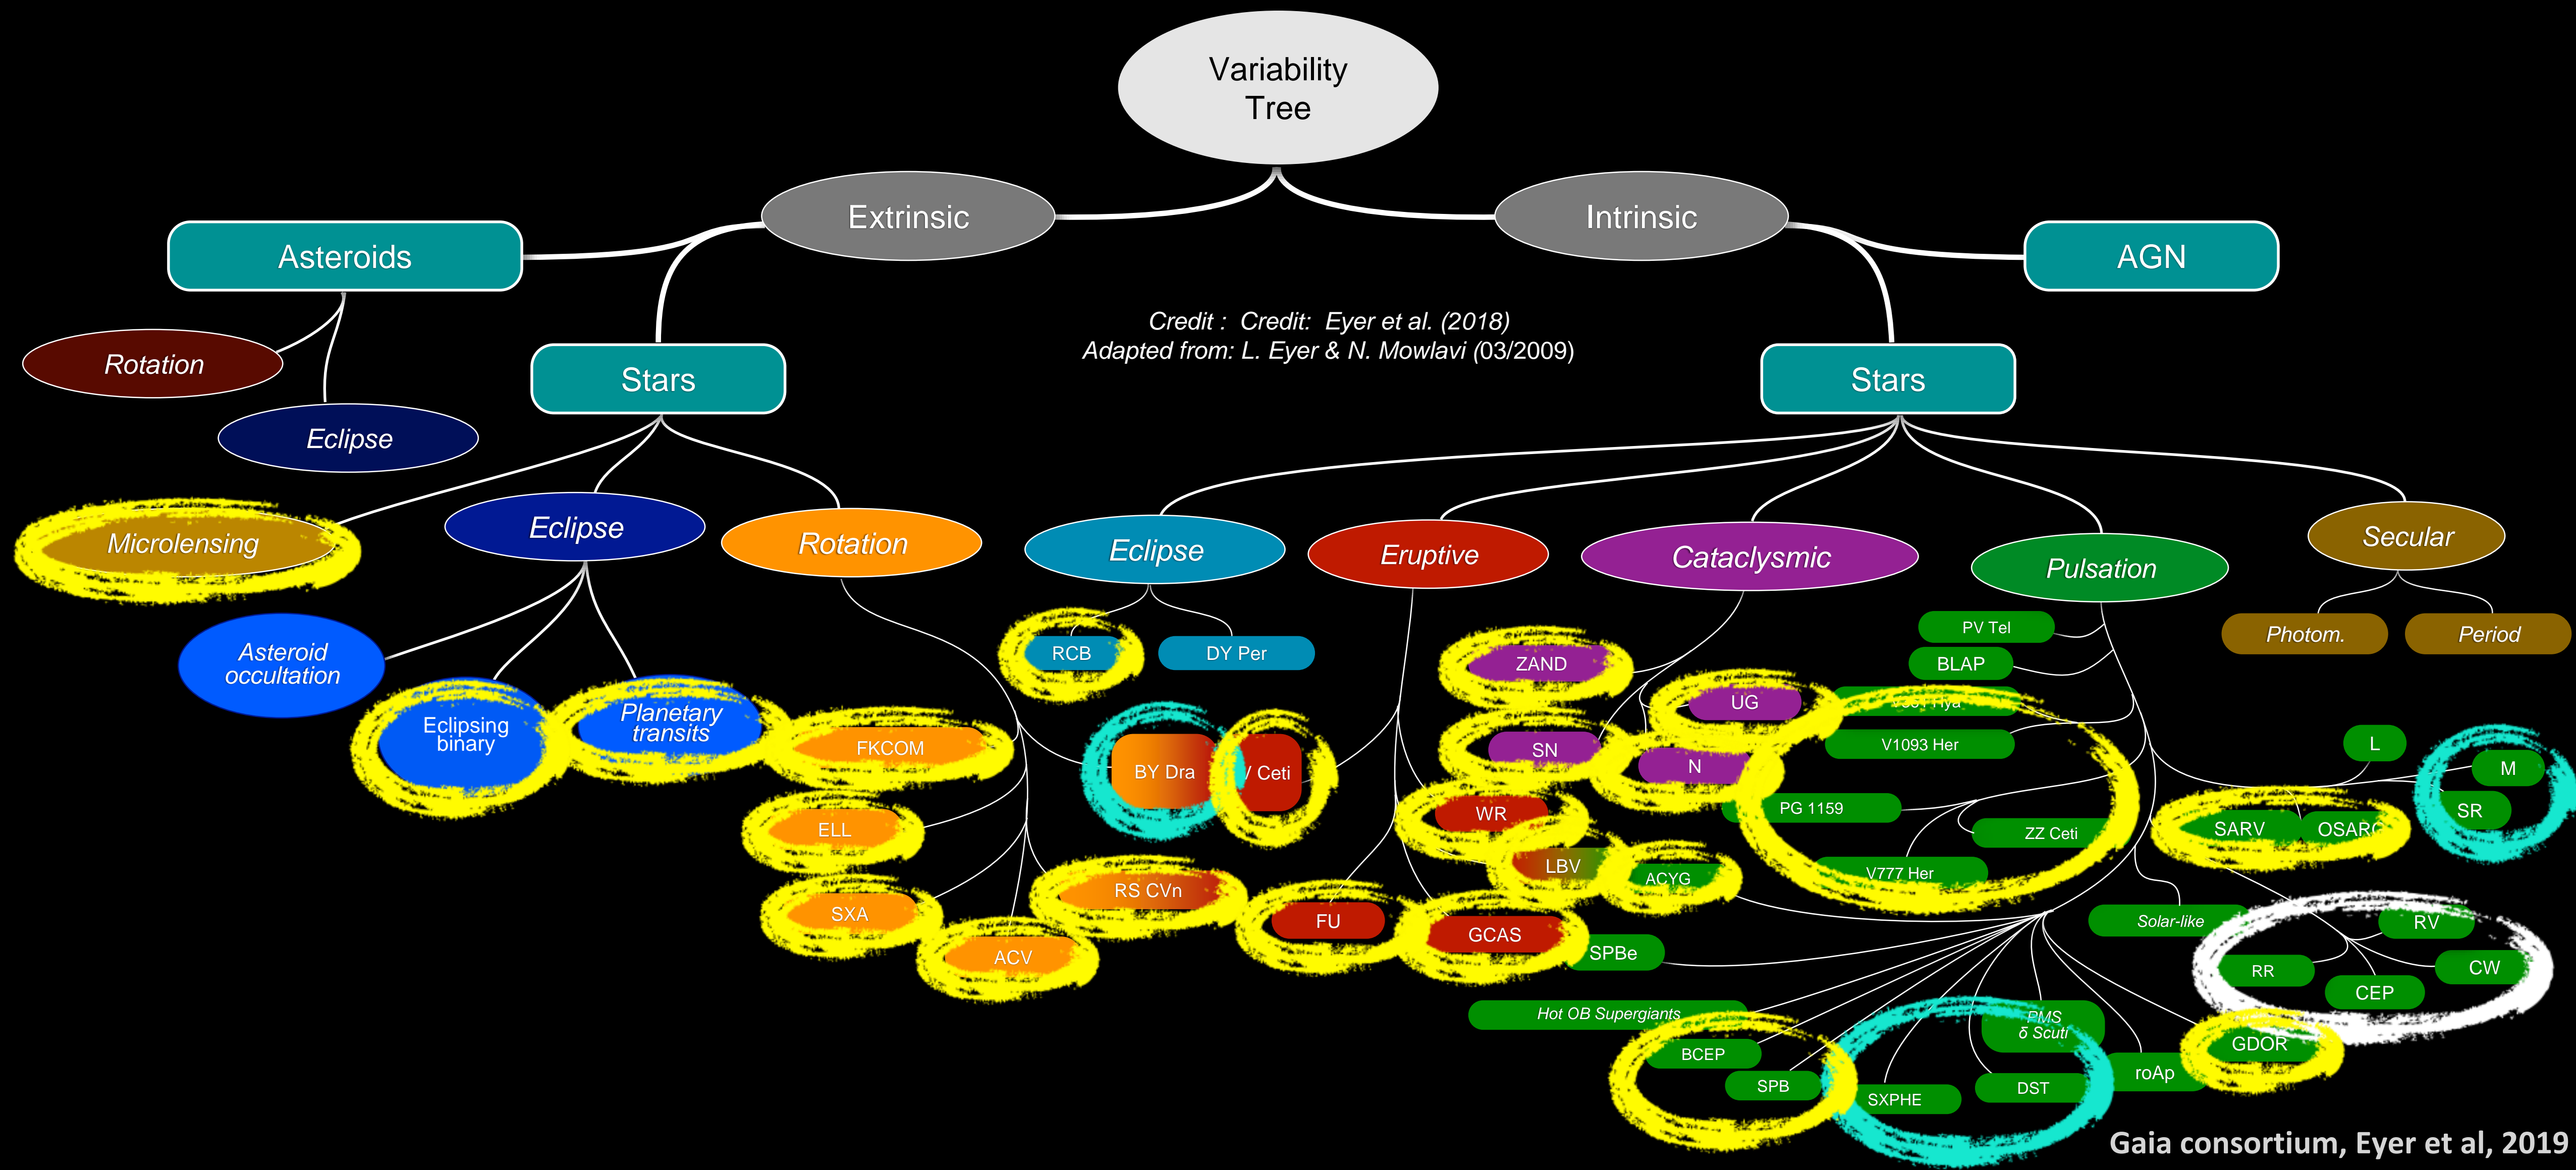 Variability
Tree
Extrinsic
Intrinsic
Asteroids
AGN
Credit : Credit: Eyer et al. (2018)
Adapted from: L. Eyer & N. Mowlavi (03/2009)
Rotation
Stars
Stars
Eclipse
Microlensing
Eclipse
Rotation
Eclipse
Eruptive
Cataclysmic
Pulsation
Secular
Asteroid
occultation
Eclipsing
binary
Planetary
transits
RCB
DY Per
ZAND
PV Tel
BLAP
Photom.
Period
UG
Hya
FKCOM
SN
V1093 Her
L
BY Dra
V Ceti
N
M
ELL
WR
PG 1159
ZZ Ceti
SARV
OSARG
SR
LBV
ACYG
V777 Her
SXA
RS CVn
FU
GCAS
Solar-like
RV
ACV
SPBe
RR
CW
CEP
Hot OB Supergiants
PMS
δ Scuti
GDOR
BCEP
SPB
SXPHE
DST
roAp
Gaia consortium, Eyer et al, 2019